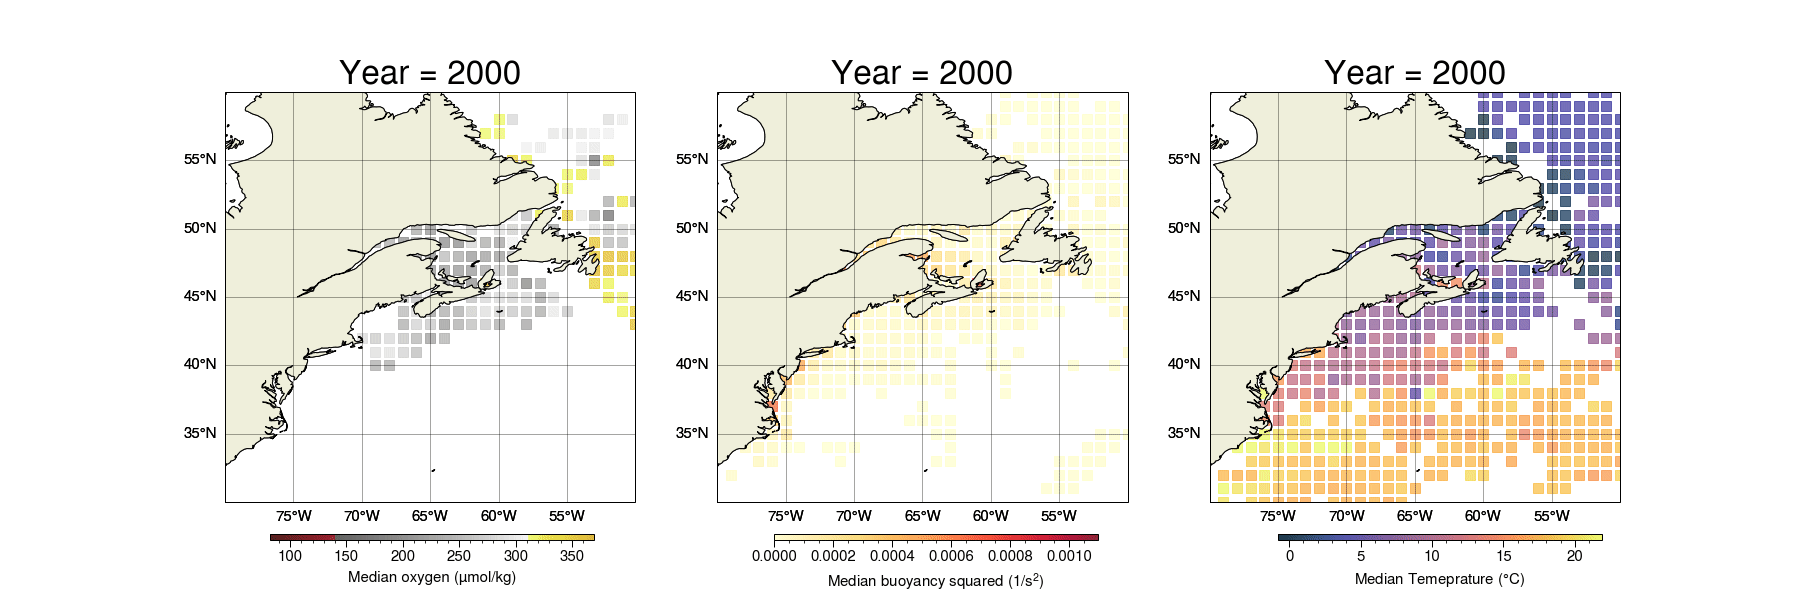 Year = 2000 Year = 2000 Year = 2000
55°N 55°N 55°N
50°N 50°N 50°N
45°N 45°N 45°N
40°N 40°N 40°N
35°N 35°N 35°N
75°W 70°W 65°W 60°W 55°W 75°W 70°W 65°W 60°W 55°W 75°W 70°W 65°W 60°W 55°W
100 150 200 250 300 350 0.0000 0.0002 0.0004 0.0006 0.0008 0.0010 0 5 10 15 20
Median oxygen (µmol/kg) Median buoyancy squared (1/s²) Median Temeprature (°C)